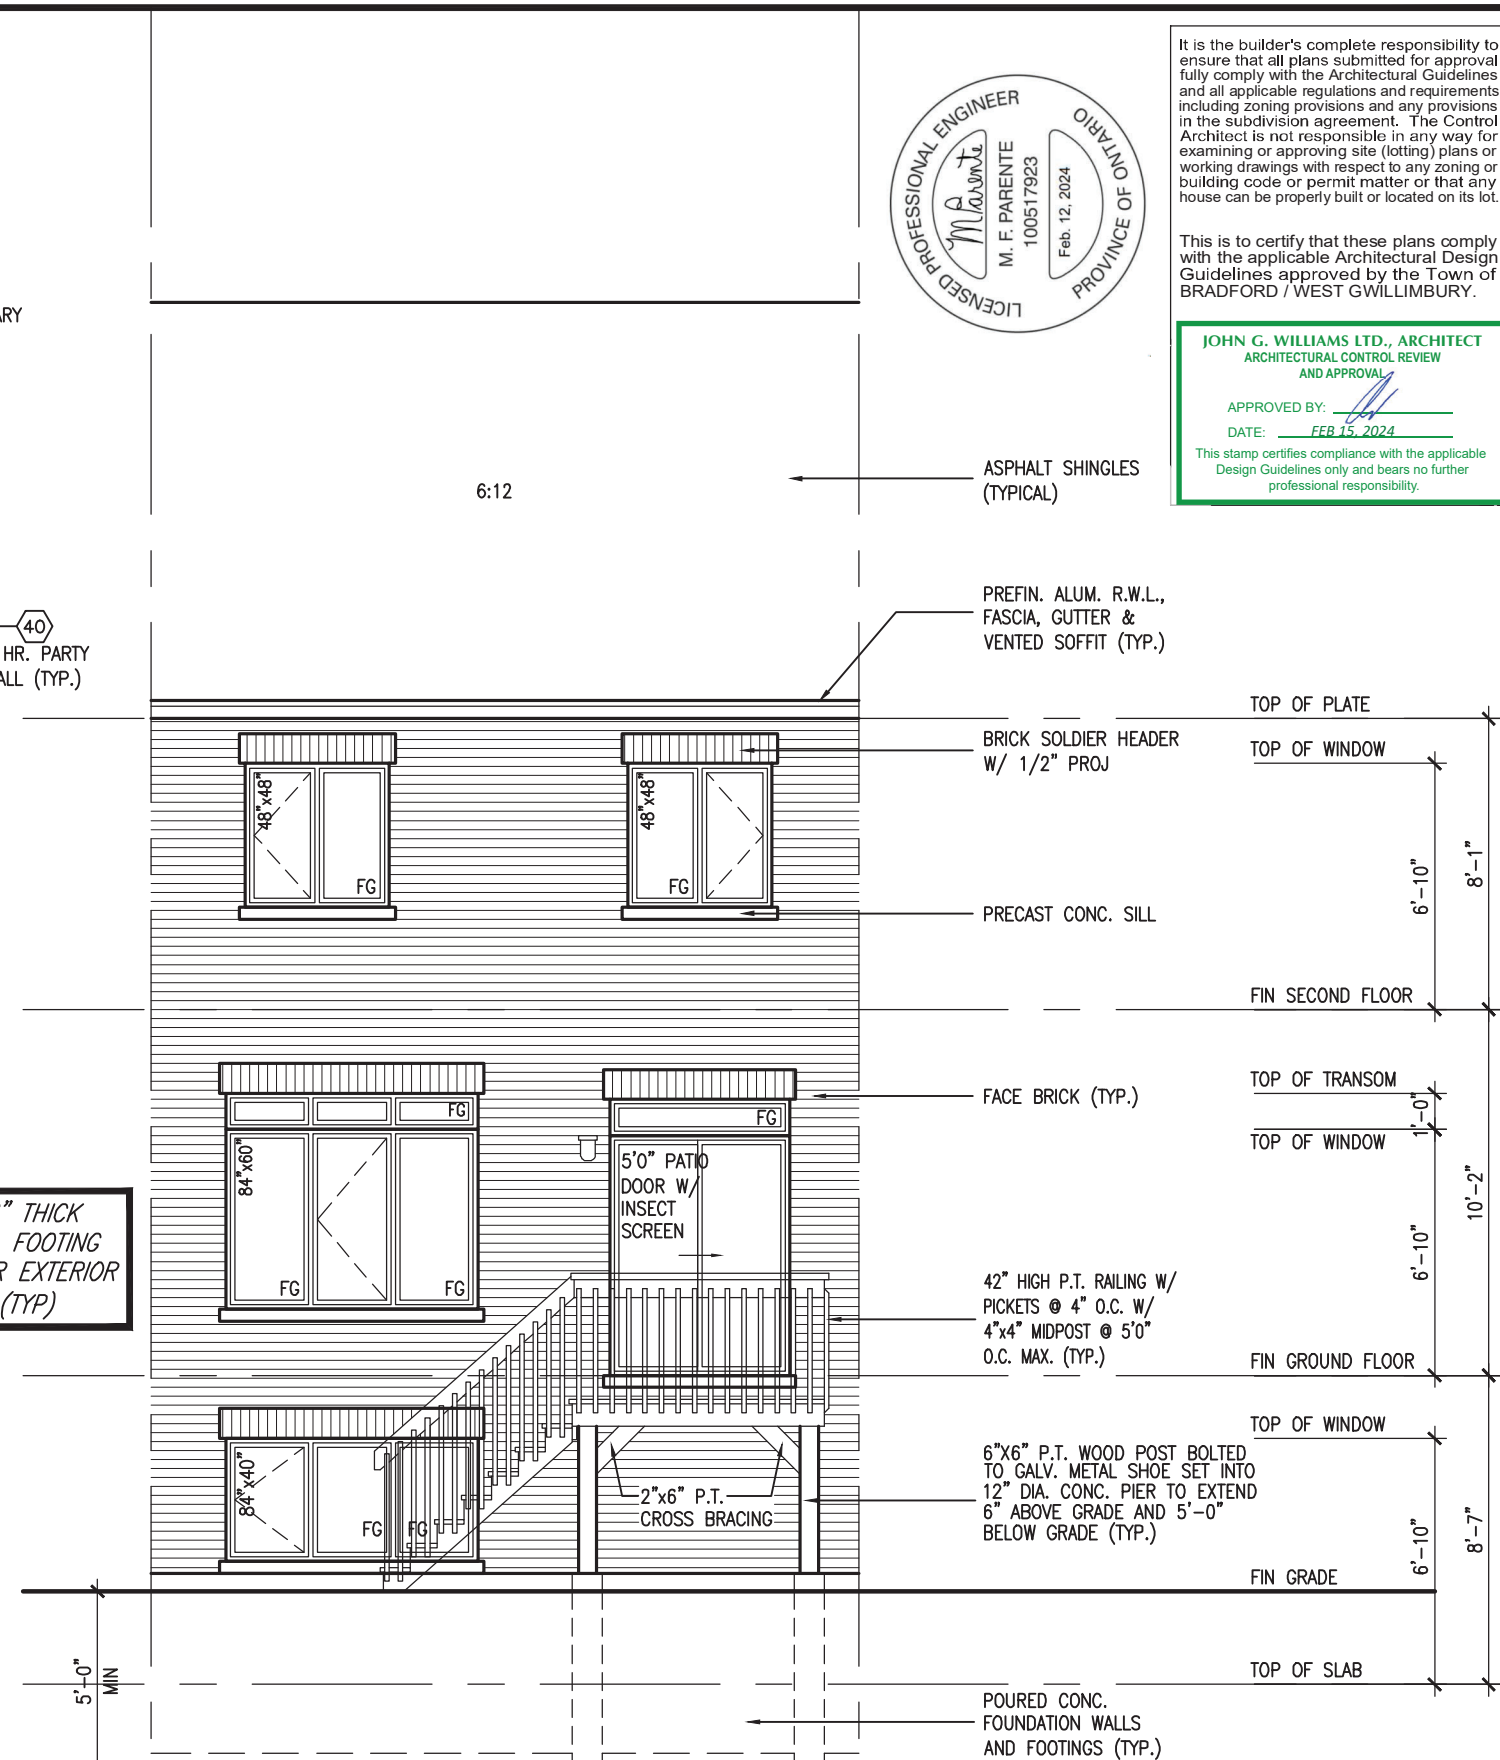 It is the builder's complete responsibility to
ensure that all plans submitted for approval
fully comply with the Architectural Guidelines
and all applicable regulations and requirements
including zoning provisions and any provisions
in the subdivision agreement. The Control
Architect is not responsible in any way for
examining or approving site (lotting) plans or
working drawings with respect to any zoning or
building code or permit matter or that any
house can be properly built or located on its lot.
This is to certify that these plans comply
with the applicable Architectural Design
Guidelines approved by the Town of
BRADFORD / WEST GWILLIMBURY.
JOHN G. WILLIAMS LTD., ARCHITECT
ARCHITECTURAL CONTROL REVIEW
AND APPROVAL
APPROVED BY:
DATE: FEB 15, 2024
This stamp certifies compliance with the applicable
Design Guidelines only and bears no further
professional responsibility.
LICENSED PROFESSIONAL ENGINEER
M Parente
M. F. PARENTE
100517923
Feb. 12, 2024
PROVINCE OF ONTARIO
ARY
6:12
ASPHALT SHINGLES
(TYPICAL)
PREFIN. ALUM. R.W.L.,
FASCIA, GUTTER &
VENTED SOFFIT (TYP.)
40
HR. PARTY
ALL (TYP.)
TOP OF PLATE
BRICK SOLDIER HEADER
W/ 1/2" PROJ
TOP OF WINDOW
48"x48"
FG
48"x48"
FG
6'-10"
8'-1"
PRECAST CONC. SILL
FIN SECOND FLOOR
TOP OF TRANSOM
FACE BRICK (TYP.)
1'-0"
TOP OF WINDOW
FG
84"x60"
FG
FG
FG
5'0" PATIO
DOOR W/
INSECT
SCREEN
10'-2"
6'-10"
" THICK
FOOTING
R EXTERIOR
(TYP)
42" HIGH P.T. RAILING W/
PICKETS @ 4" O.C. W/
4"x4" MIDPOST @ 5'0"
O.C. MAX. (TYP.)
FIN GROUND FLOOR
TOP OF WINDOW
84"x40"
FG
FG
2"x6" P.T.
CROSS BRACING
6"X6" P.T. WOOD POST BOLTED
TO GALV. METAL SHOE SET INTO
12" DIA. CONC. PIER TO EXTEND
6" ABOVE GRADE AND 5'-0"
BELOW GRADE (TYP.)
6'-10"
8'-7"
FIN GRADE
5'-0"
MIN
TOP OF SLAB
POURED CONC.
FOUNDATION WALLS
AND FOOTINGS (TYP.)